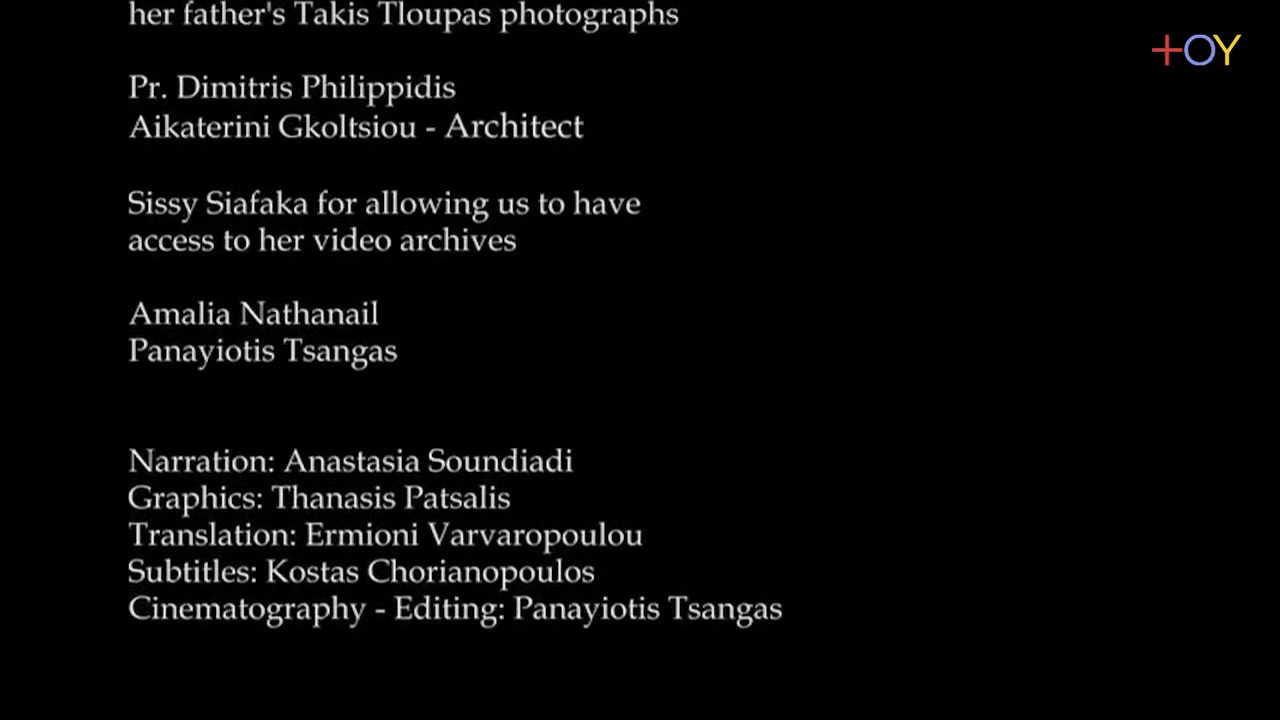 her father's Takis Tloupas photographs
+OY
Pr. Dimitris Philippidis
Aikaterini Gkoltsiou - Architect
Sissy Siafaka for allowing us to have
access to her video archives
Amalia Nathanail
Panayiotis Tsangas
Narration: Anastasia Soundiadi
Graphics: Thanasis Patsalis
Translation: Ermioni Varvaropoulou
Subtitles: Kostas Chorianopoulos
Cinematography - Editing: Panayiotis Tsangas